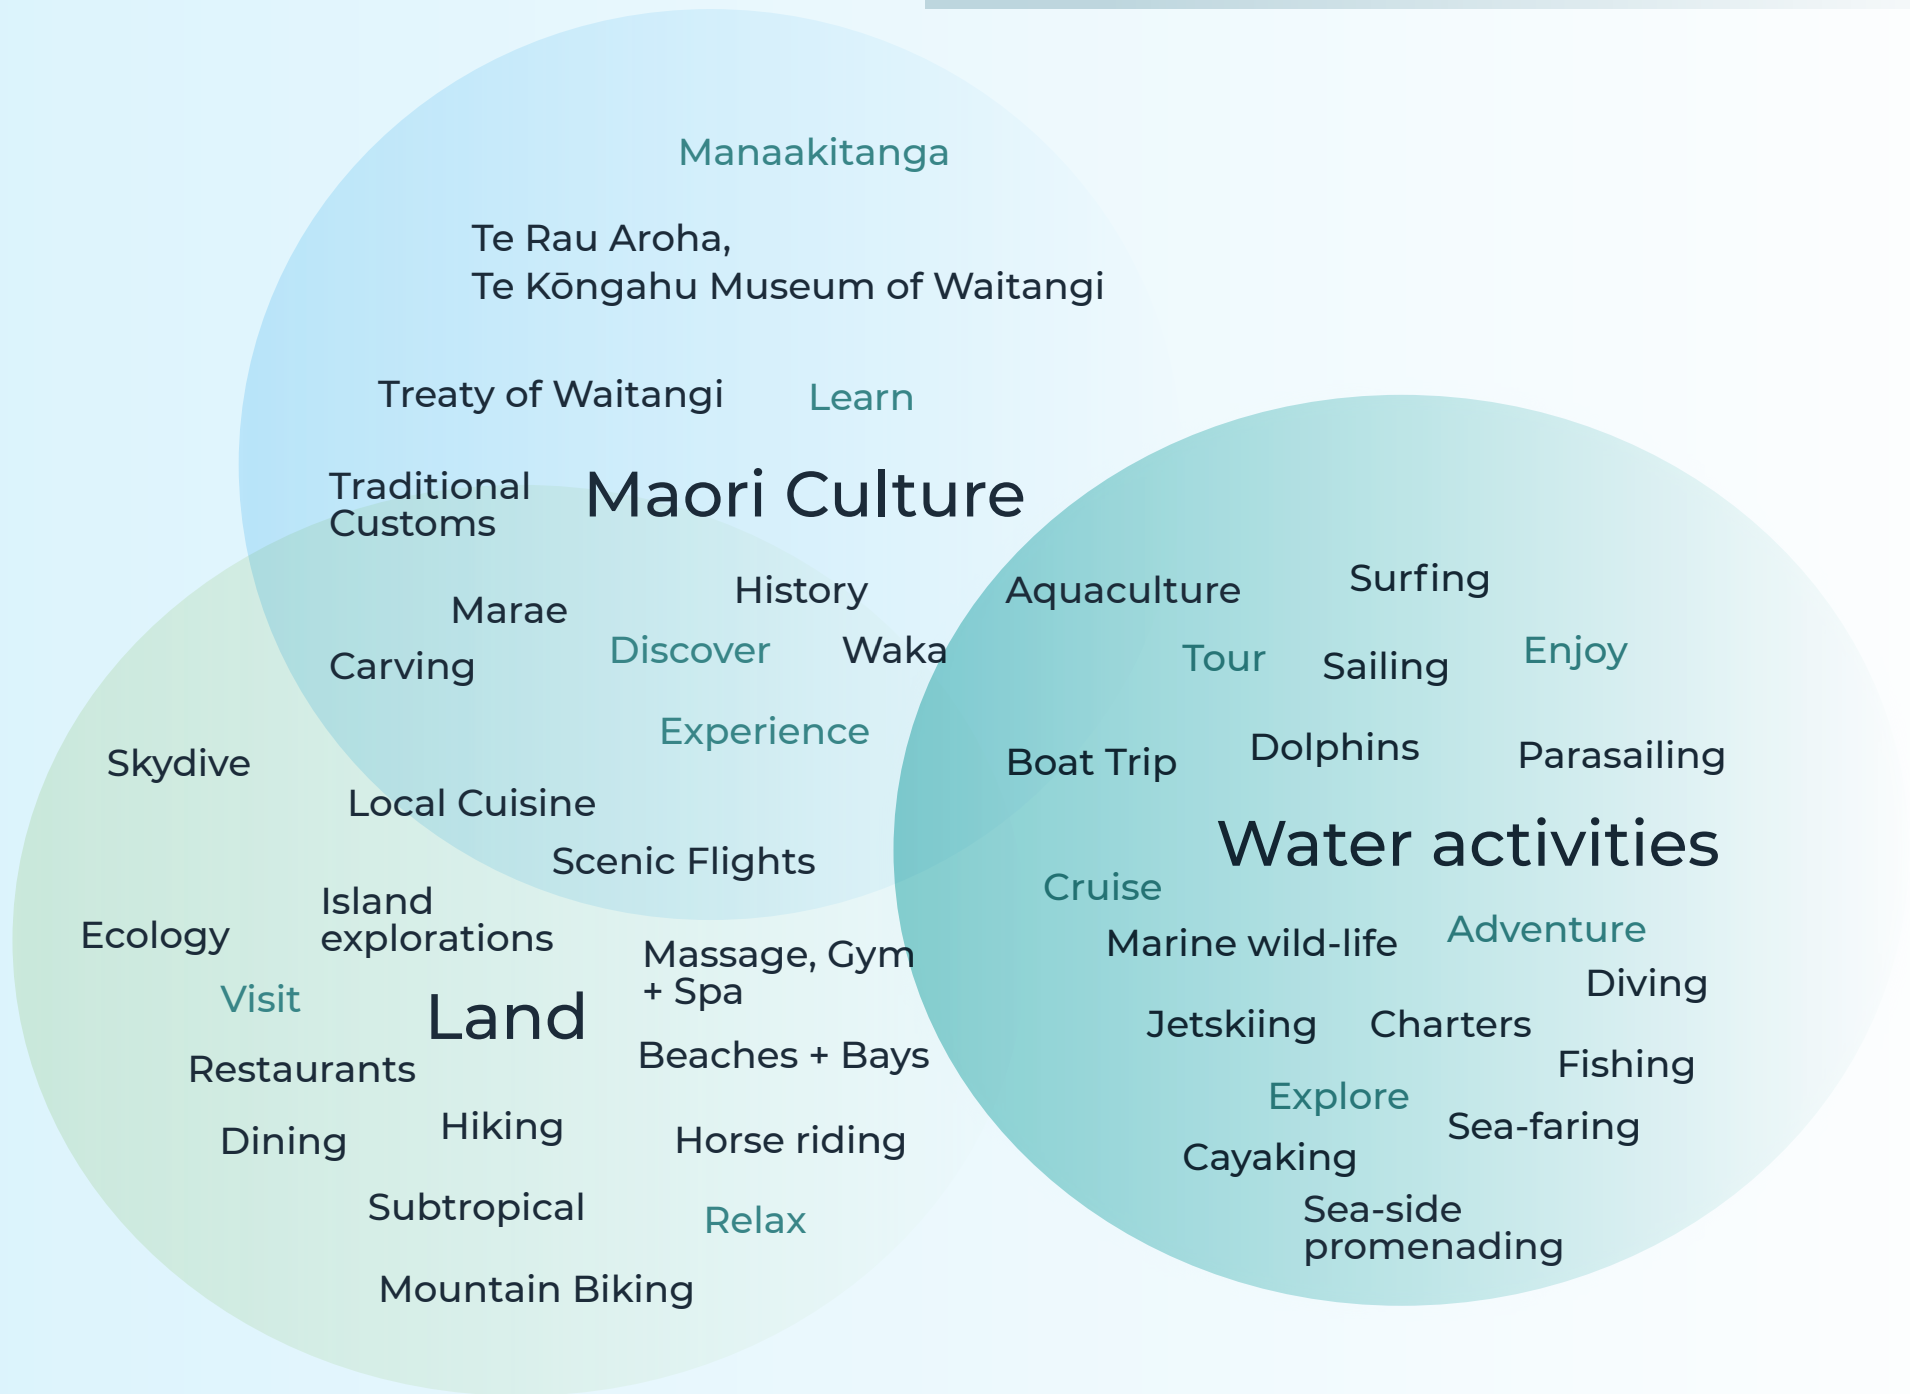 Manaakitanga
Te Rau Aroha,
Te Kōngahu Museum of Waitangi
Treaty of Waitangi
Learn
Traditional
Customs
Maori Culture
History
Marae
Discover
Waka
Carving
Experience
Aquaculture
Surfing
Tour
Sailing
Enjoy
Boat Trip
Dolphins
Parasailing
Water activities
Cruise
Marine wild-life
Adventure
Diving
Jetskiing
Charters
Fishing
Explore
Sea-faring
Cayaking
Sea-side
promenading
Skydive
Local Cuisine
Scenic Flights
Island
explorations
Ecology
Massage, Gym
+ Spa
Visit
Land
Restaurants
Beaches + Bays
Dining
Hiking
Horse riding
Subtropical
Relax
Mountain Biking